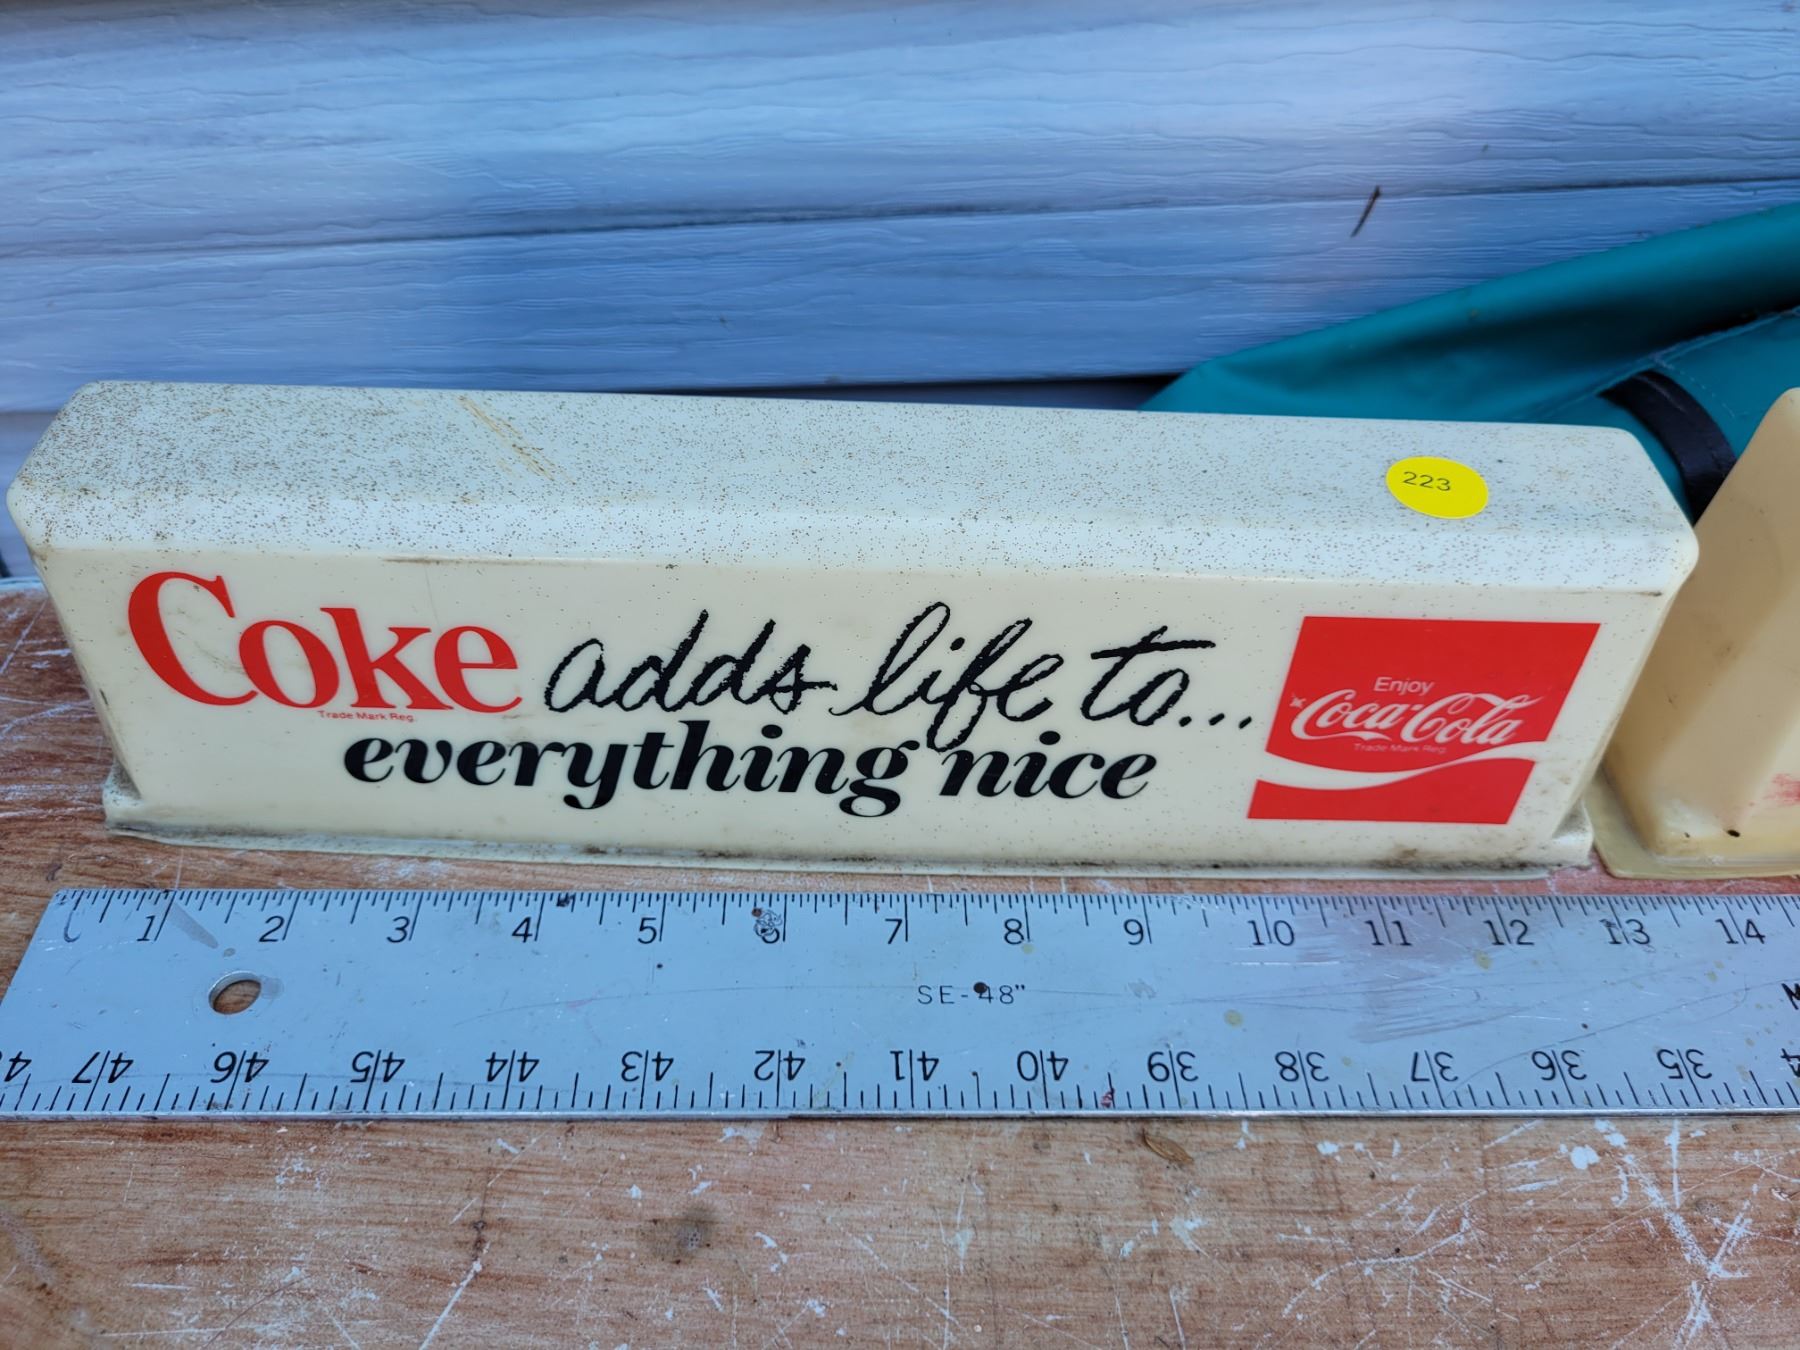 223
Coke adds life to...
Trade Mark Reg.
everything nice
Enjoy
Coca-Cola
Trade Mark Reg.
1 2 3 4 5 6 7 8 9 10 11 12 13 14
SE-48"
47 46 45 44 43 42 41 40 39 38 37 36 35